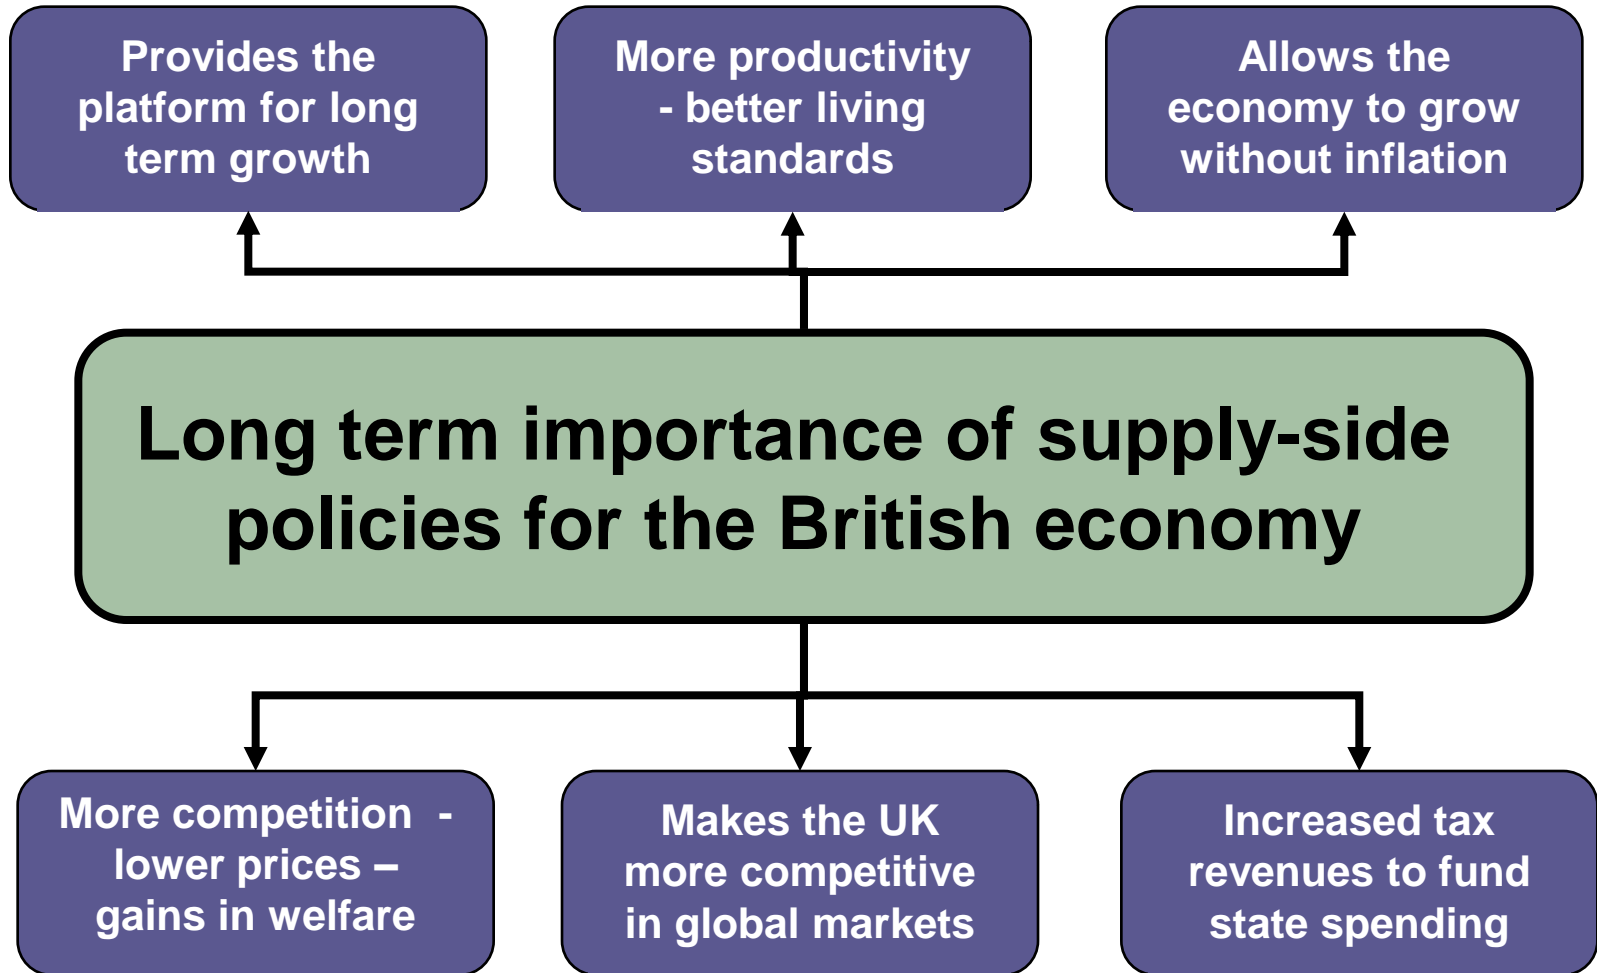 Provides the
platform for long
term growth
More productivity
- better living
standards
Allows the
economy to grow
without inflation
Long term importance of supply-side
policies for the British economy
More competition  -
lower prices –
gains in welfare
Makes the UK
more competitive
in global markets
Increased tax
revenues to fund
state spending